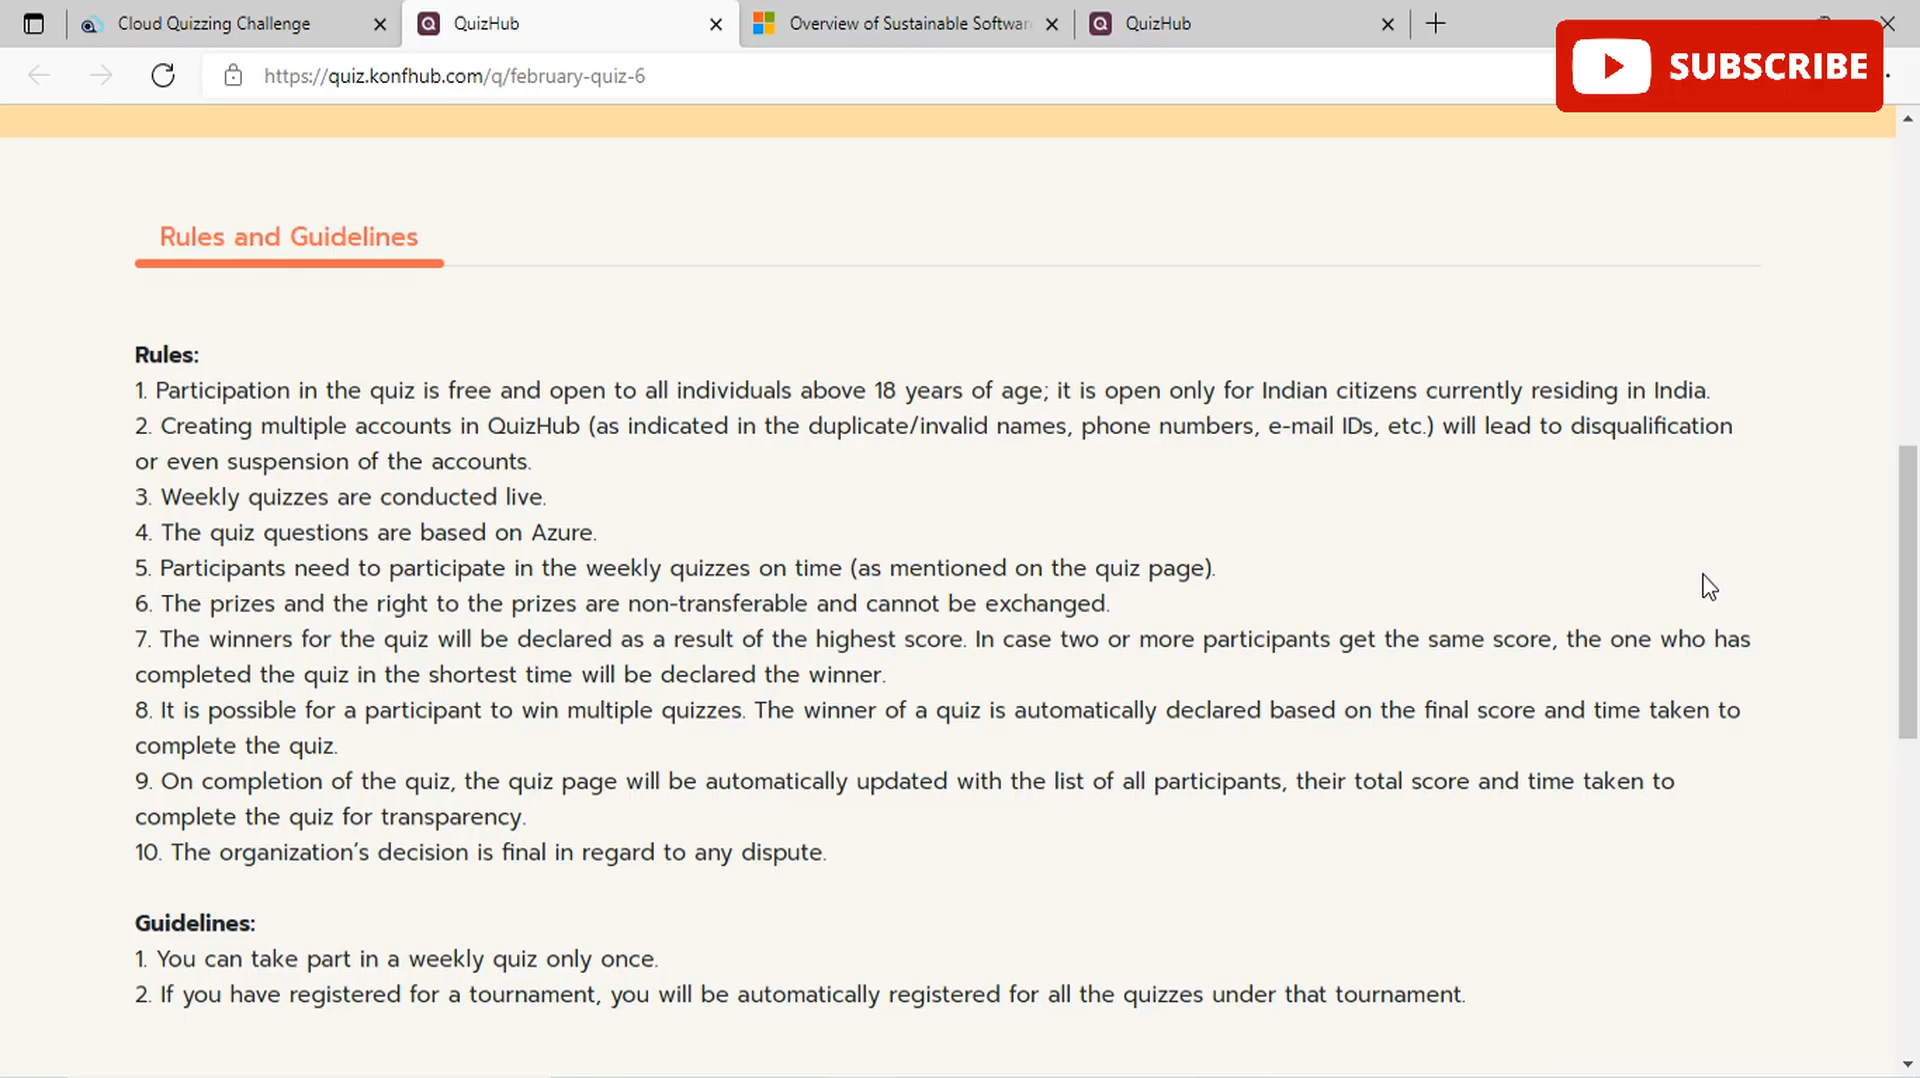 Cloud Quizzing Challenge
QuizHub
Overview of Sustainable Softwar
QuizHub
https://quiz.konfhub.com/q/february-quiz-6
SUBSCRIBE
Rules and Guidelines
Rules:
1. Participation in the quiz is free and open to all individuals above 18 years of age; it is open only for Indian citizens currently residing in India.
2. Creating multiple accounts in QuizHub (as indicated in the duplicate/invalid names, phone numbers, e-mail IDs, etc.) will lead to disqualification
or even suspension of the accounts.
3. Weekly quizzes are conducted live.
4. The quiz questions are based on Azure.
5. Participants need to participate in the weekly quizzes on time (as mentioned on the quiz page).
6. The prizes and the right to the prizes are non-transferable and cannot be exchanged.
7. The winners for the quiz will be declared as a result of the highest score. In case two or more participants get the same score, the one who has
completed the quiz in the shortest time will be declared the winner.
8. It is possible for a participant to win multiple quizzes. The winner of a quiz is automatically declared based on the final score and time taken to
complete the quiz.
9. On completion of the quiz, the quiz page will be automatically updated with the list of all participants, their total score and time taken to
complete the quiz for transparency.
10. The organization's decision is final in regard to any dispute.
Guidelines:
1. You can take part in a weekly quiz only once.
2. If you have registered for a tournament, you will be automatically registered for all the quizzes under that tournament.